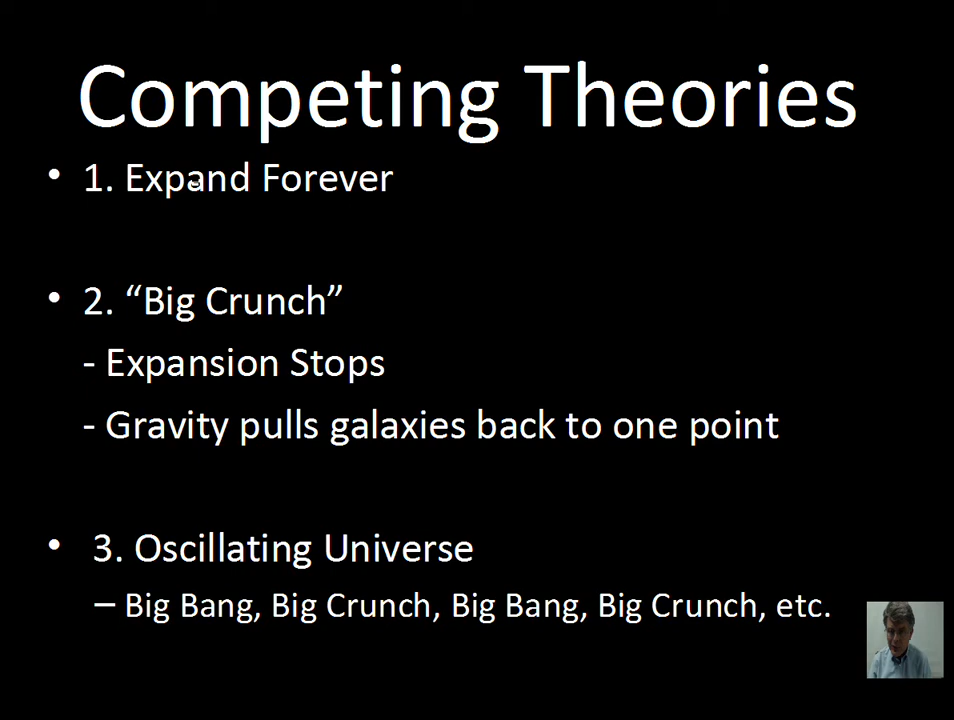 Competing Theories
• 1. Expand Forever
• 2. “Big Crunch”
- Expansion Stops
- Gravity pulls galaxies back to one point
• 3. Oscillating Universe
– Big Bang, Big Crunch, Big Bang, Big Crunch, etc.